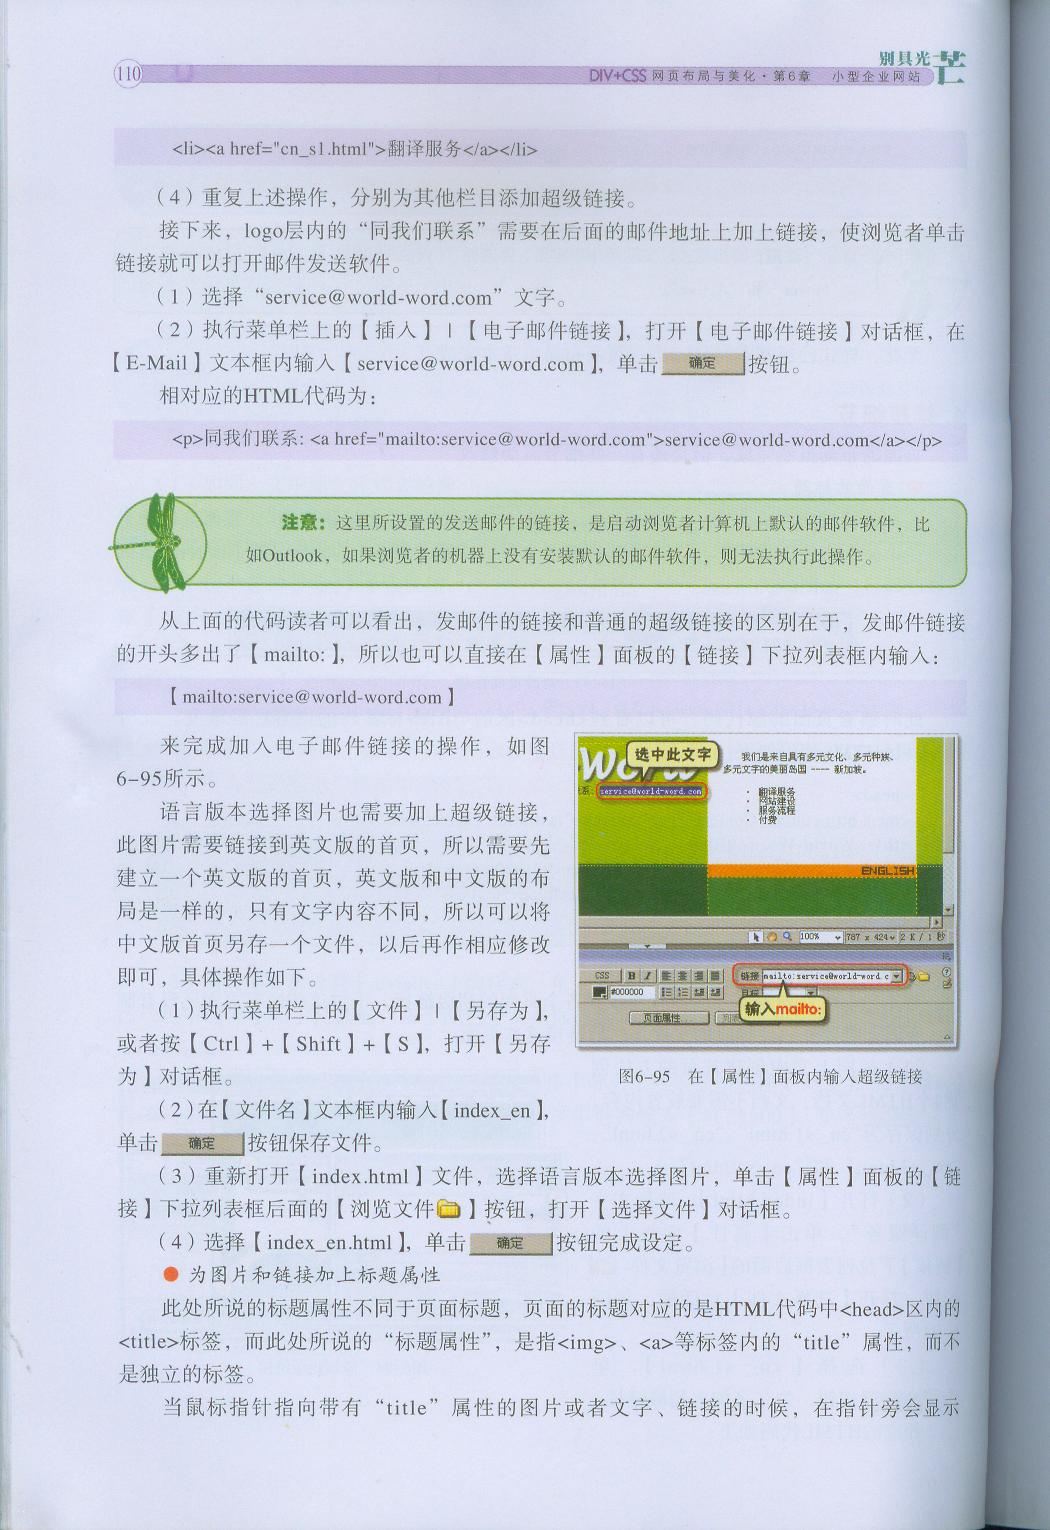 110
别具光芒
DIV+CSS 网页布局与美化·第6章 小型企业网站
<li><a href="cn_s1.html">翻译服务</a></li>
（4）重复上述操作，分别为其他栏目添加超级链接。
接下来，logo层内的“同我们联系”需要在后面的邮件地址上加上链接，使浏览者单击
链接就可以打开邮件发送软件。
（1）选择“service@world-word.com”文字。
（2）执行菜单栏上的【插入】|【电子邮件链接】，打开【电子邮件链接】对话框，在
【E-Mail】文本框内输入【service@world-word.com】，单击 确定 按钮。
相对应的HTML代码为：
<p>同我们联系: <a href="mailto:service@world-word.com">service@world-word.com</a></p>
注意：这里所设置的发送邮件的链接，是启动浏览者计算机上默认的邮件软件，比
如Outlook，如果浏览者的机器上没有安装默认的邮件软件，则无法执行此操作。
从上面的代码读者可以看出，发邮件的链接和普通的超级链接的区别在于，发邮件链接
的开头多出了【mailto:】，所以也可以直接在【属性】面板的【链接】下拉列表框内输入：
【mailto:service@world-word.com】
来完成加入电子邮件链接的操作，如图
6-95所示。
语言版本选择图片也需要加上超级链接，
此图片需要链接到英文版的首页，所以需要先
建立一个英文版的首页，英文版和中文版的布
局是一样的，只有文字内容不同，所以可以将
中文版首页另存一个文件，以后再作相应修改
即可，具体操作如下。
（1）执行菜单栏上的【文件】|【另存为】，
或者按【Ctrl】+【Shift】+【S】，打开【另存
为】对话框。
（2）在【文件名】文本框内输入【index_en】，
单击 确定 按钮保存文件。
选中此文字
Word
系: service@world-word.com
我们是来自具有多元文化、多元种族、
多元文字的美丽岛国 ---- 新加坡。
· 翻译服务
· 网站建设
· 服务流程
· 付费
ENGLISH
100% 787 x 424 2 K / 1 秒
CSS B I 链接 mailto:service@world-word.c
#000000 目标
页面属性... 列表
输入mailto:
图6-95 在【属性】面板内输入超级链接
（3）重新打开【index.html】文件，选择语言版本选择图片，单击【属性】面板的【链
接】下拉列表框后面的【浏览文件】按钮，打开【选择文件】对话框。
（4）选择【index_en.html】，单击 确定 按钮完成设定。
● 为图片和链接加上标题属性
此处所说的标题属性不同于页面标题，页面的标题对应的是HTML代码中<head>区内的
<title>标签，而此处所说的“标题属性”，是指<img>、<a>等标签内的“title”属性，而不
是独立的标签。
当鼠标指针指向带有“title”属性的图片或者文字、链接的时候，在指针旁会显示